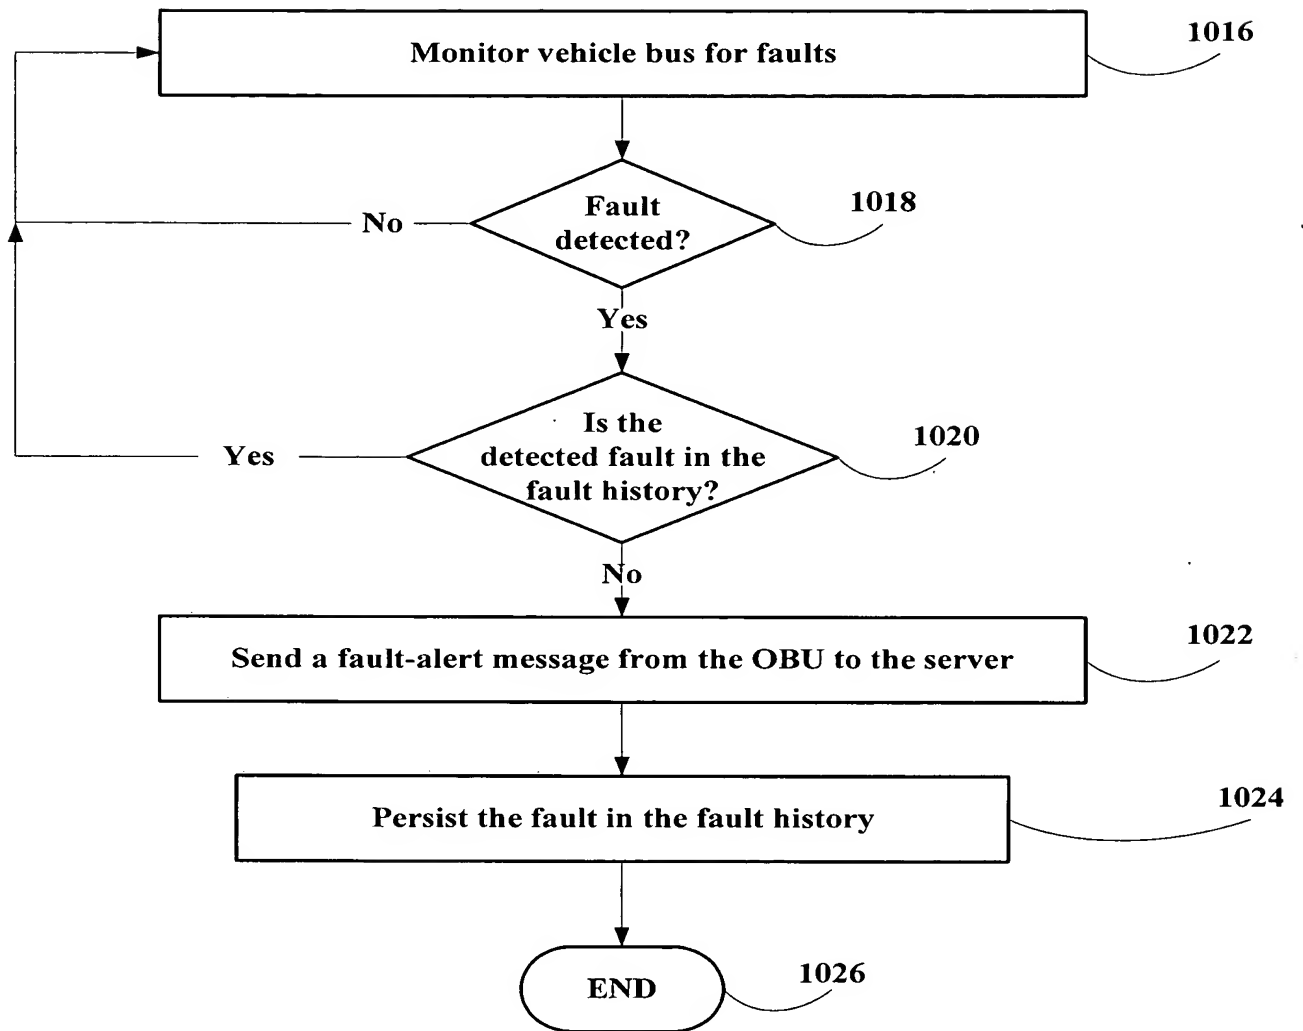 Monitor vehicle bus for faults
1016
Fault
detected?
1018
No
Yes
Is the
detected fault in the
fault history?
1020
Yes
No
Send a fault-alert message from the OBU to the server
1022
Persist the fault in the fault history
1024
END
1026